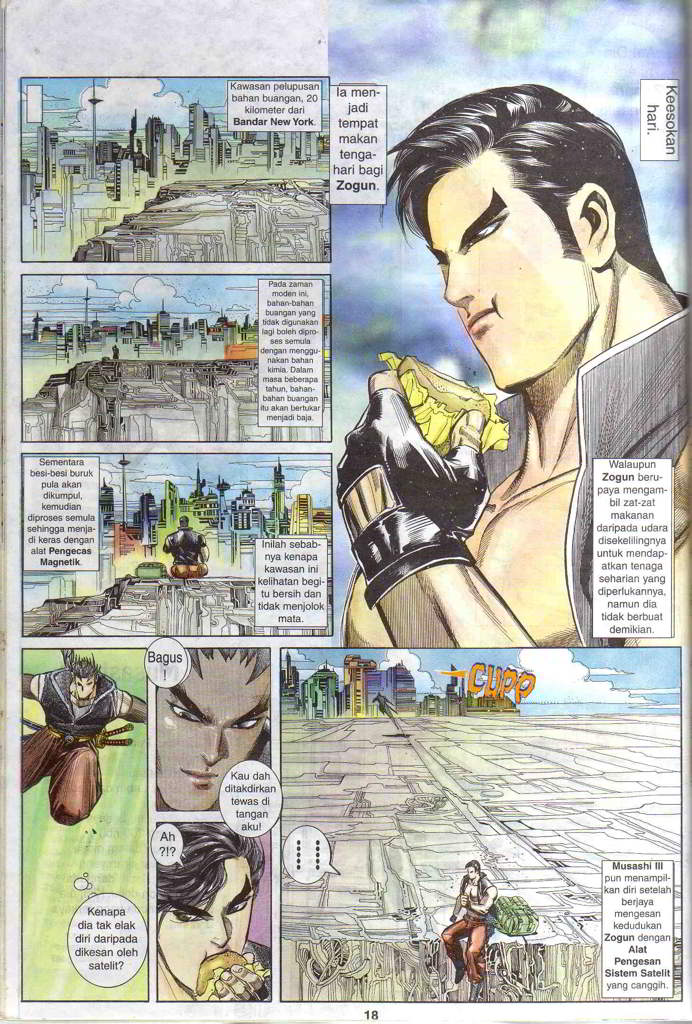 Keesokan
hari.
Kawasan pelupusan
bahan buangan, 20
kilometer dari
Bandar New York.
Ia men-
jadi
tempat
makan
tenga-
hari bagi
Zogun.
Pada zaman
moden ini,
bahan-bahan
buangan yang
tidak digunakan
lagi boleh dipro-
ses semula
dengan menggu-
nakan bahan
kimia. Dalam
masa beberapa
tahun, bahan-
bahan buangan
itu akan bertukar
menjadi baja.
Sementara
besi-besi buruk
pula akan
dikumpul,
kemudian
diproses semula
sehingga menja-
di keras dengan
alat Pengecas
Magnetik.
Inilah sebab-
nya kenapa
kawasan ini
kelihatan begi-
tu bersih dan
tidak menjolok
mata.
Walaupun
Zogun beru-
paya mengam-
bil zat-zat
makanan
daripada udara
disekelilingnya
untuk mendap-
atkan tenaga
seharian yang
diperlukannya,
namun dia
tidak berbuat
demikian.
Kenapa
dia tak elak
diri daripada
dikesan oleh
satelit?
Bagus
!
Kau dah
ditakdirkan
tewas di
tangan
aku!
Ah
?!?
CUPP
!!
Musashi III
pun menampil-
kan diri setelah
berjaya
mengesan
kedudukan
Zogun dengan
Alat
Pengesan
Sistem Satelit
yang canggih.
18